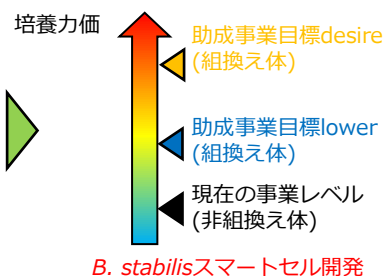 培養力価
助成事業目標desire
(組換え体)
助成事業目標lower
(組換え体)
現在の事業レベル
(非組換え体)
B. stabilisスマートセル開発